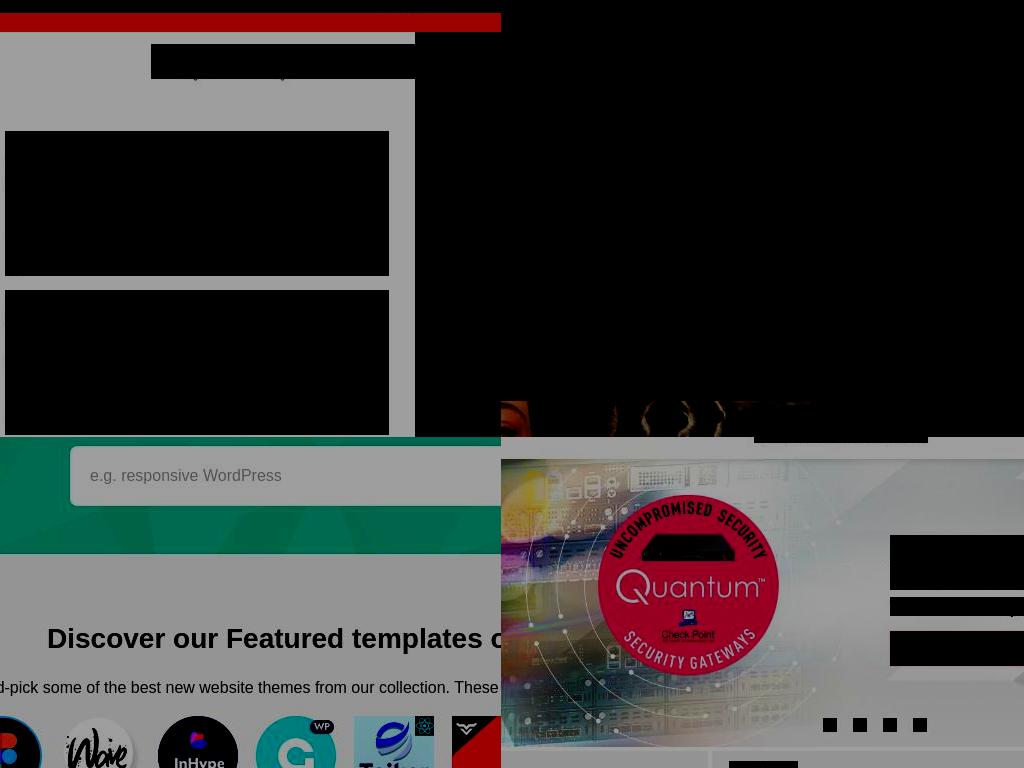 e.g. responsive WordPress
Discover our Featured templates
d-pick some of the best new website themes from our collection. These
WP
Wave
InHype
UNCOMPROMISED SECURITY
Quantum™
Check Point
SECURITY GATEWAYS